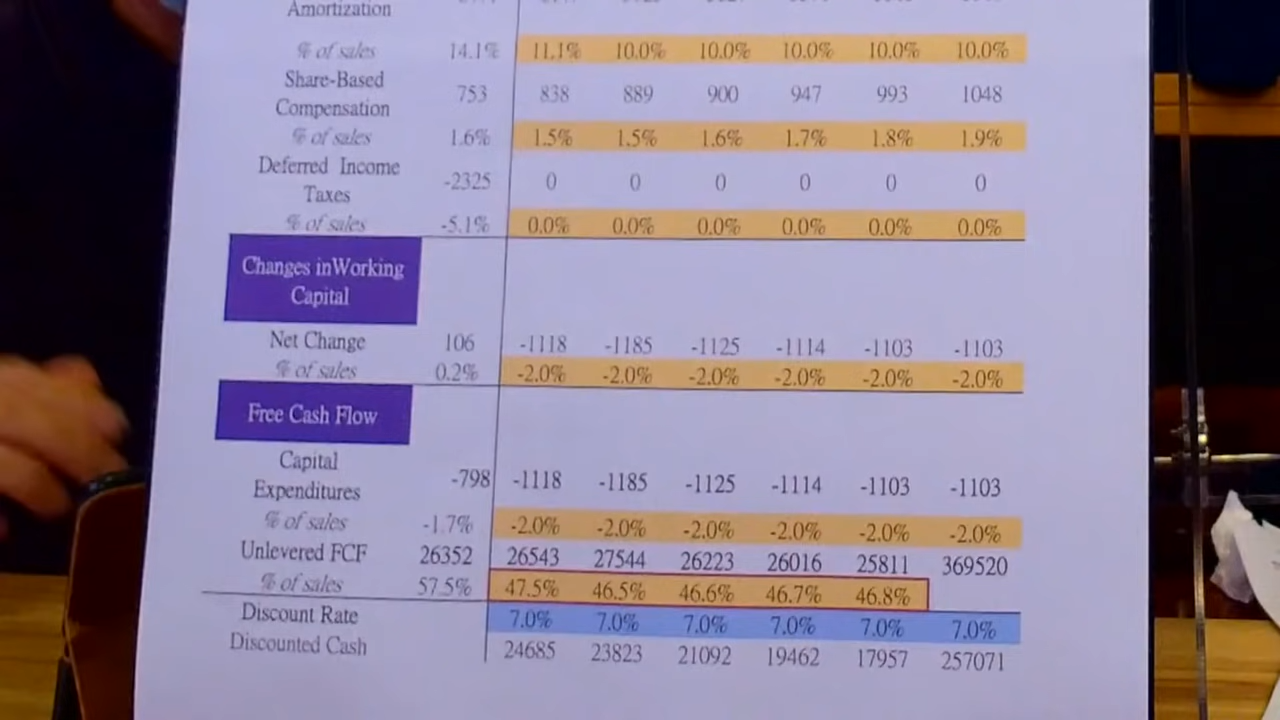 Amortization
% of sales 14.1% 11.1% 10.0% 10.0% 10.0% 10.0% 10.0%
Share-Based
Compensation 753 838 889 900 947 993 1048
% of sales 1.6% 1.5% 1.5% 1.6% 1.7% 1.8% 1.9%
Deferred Income
Taxes -2325 0 0 0 0 0 0
% of sales -5.1% 0.0% 0.0% 0.0% 0.0% 0.0% 0.0%
Changes inWorking
Capital
Net Change 106 -1118 -1185 -1125 -1114 -1103 -1103
% of sales 0.2% -2.0% -2.0% -2.0% -2.0% -2.0% -2.0%
Free Cash Flow
Capital
Expenditures -798 -1118 -1185 -1125 -1114 -1103 -1103
% of sales -1.7% -2.0% -2.0% -2.0% -2.0% -2.0% -2.0%
Unlevered FCF 26352 26543 27544 26223 26016 25811 369520
% of sales 57.5% 47.5% 46.5% 46.6% 46.7% 46.8%
Discount Rate 7.0% 7.0% 7.0% 7.0% 7.0% 7.0%
Discounted Cash 24685 23823 21092 19462 17957 257071